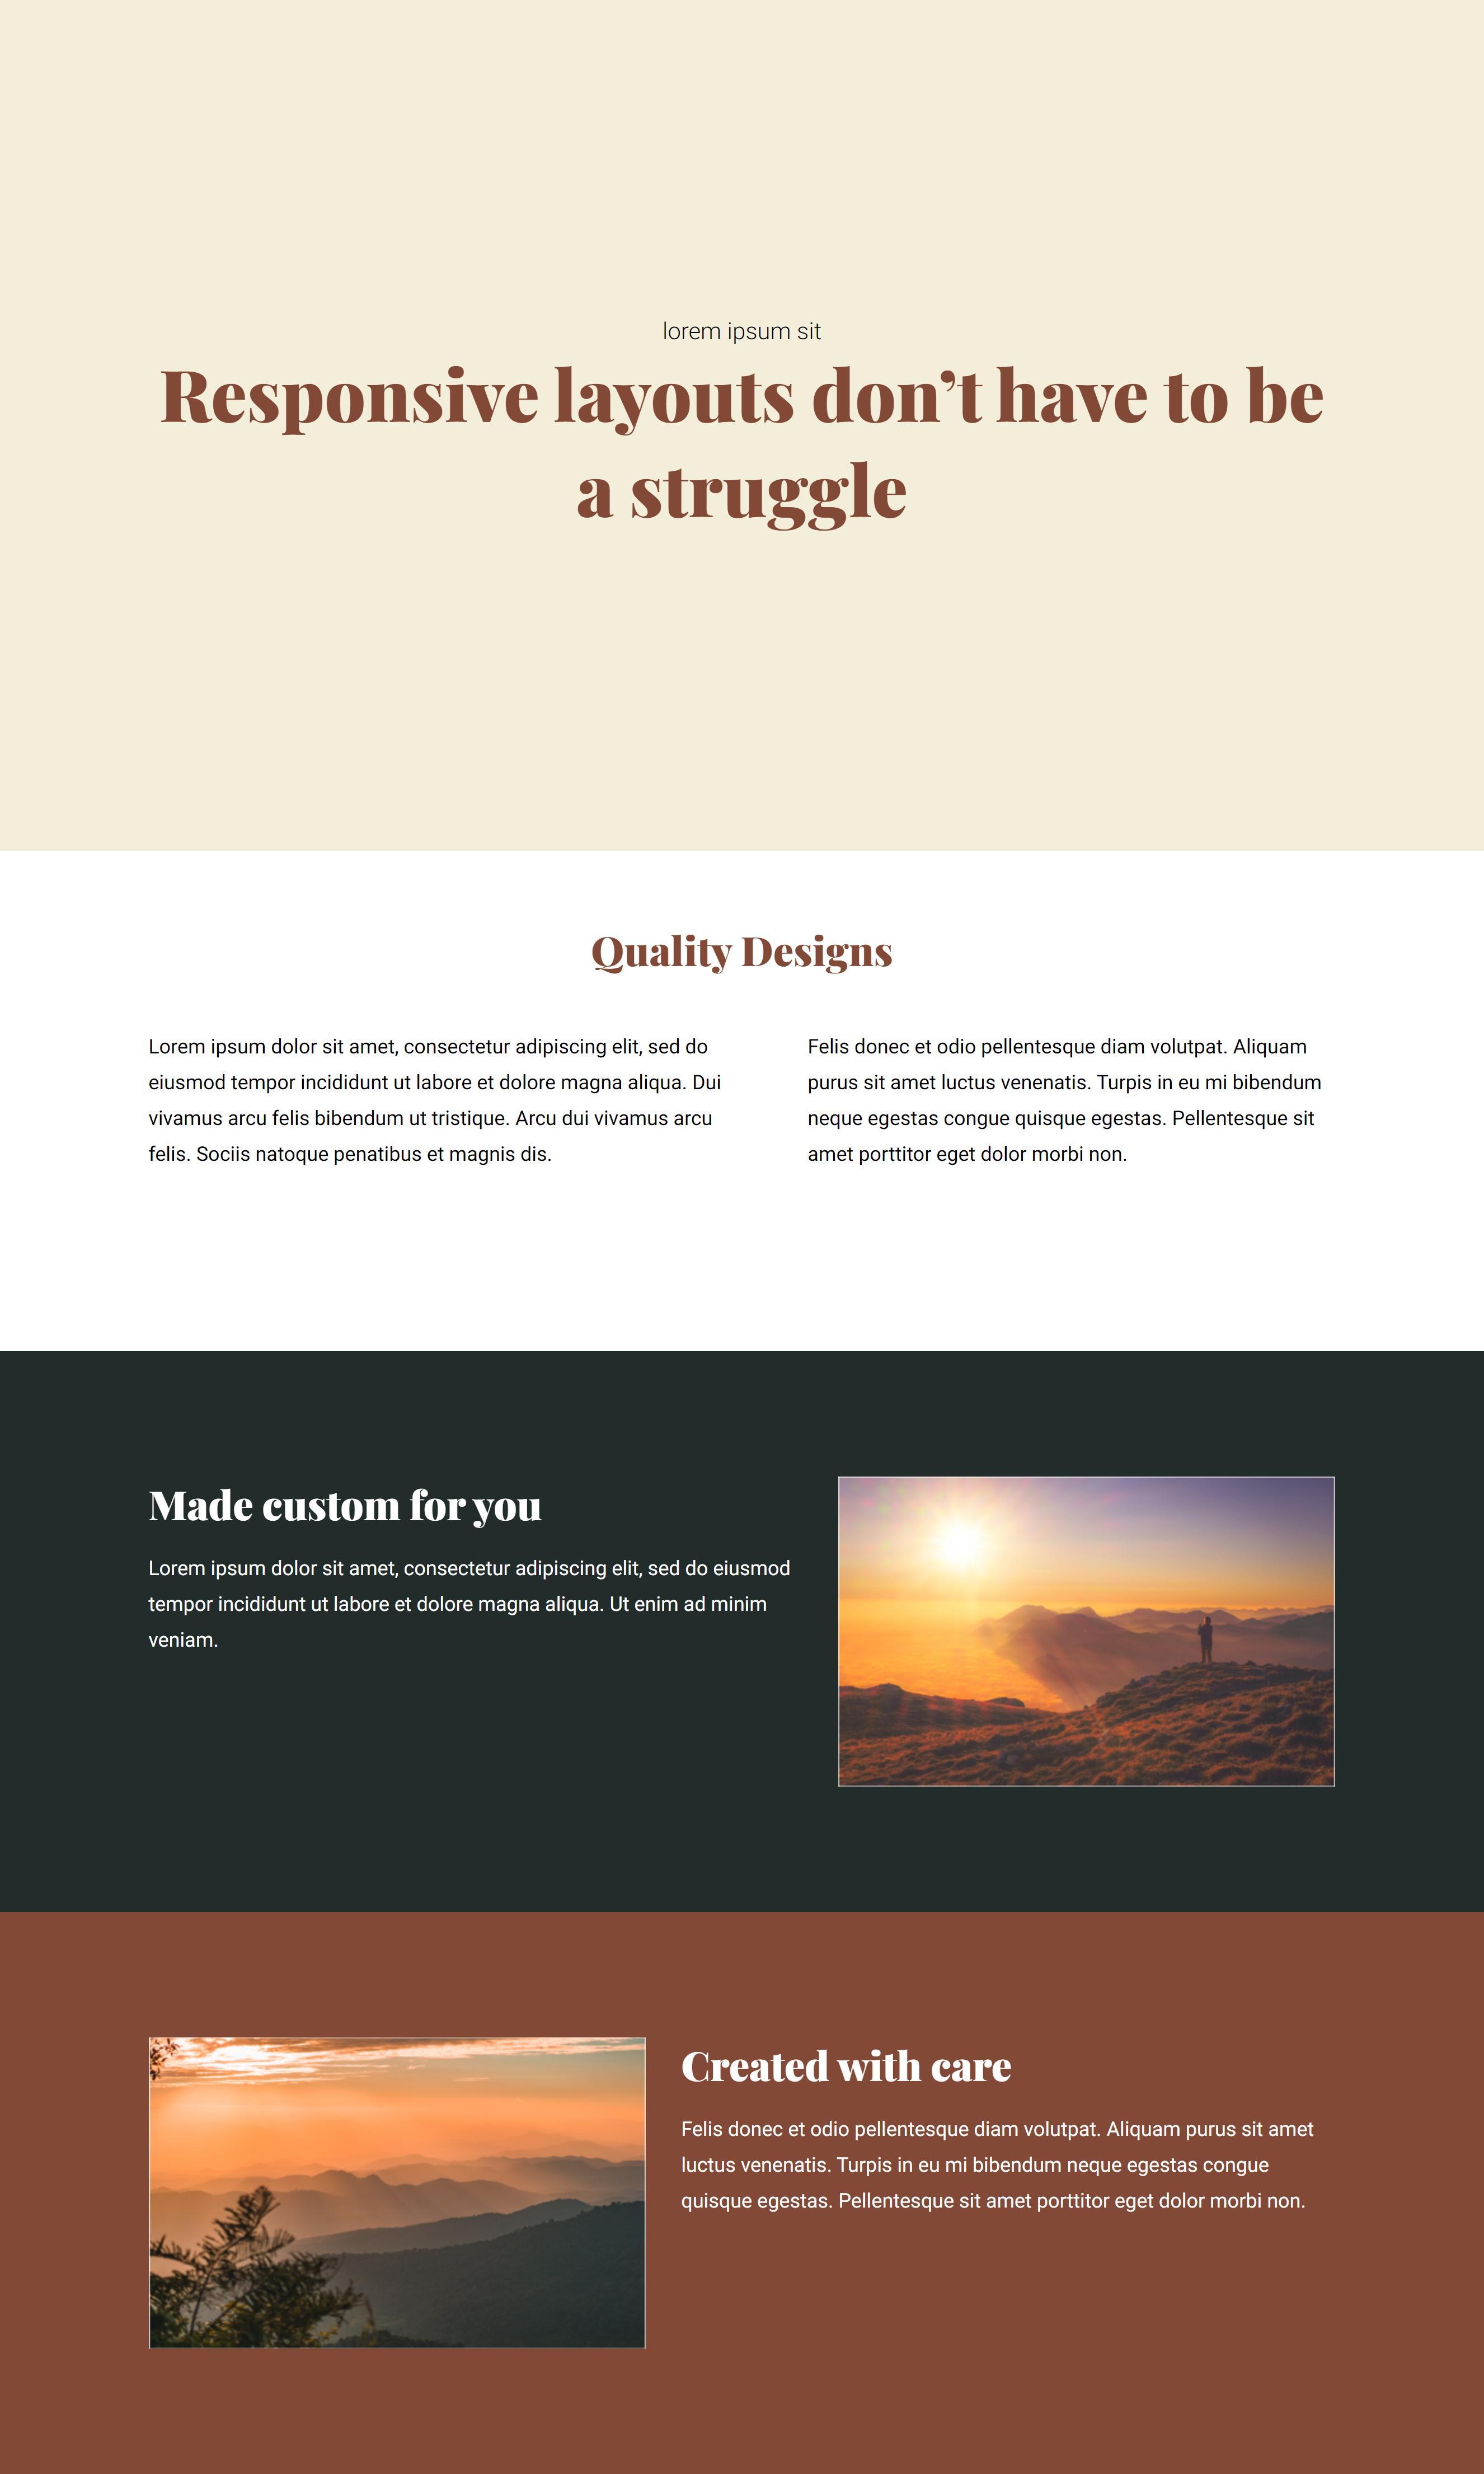 lorem ipsum sit
Responsive layouts don’t have to be
a struggle
Quality Designs
Lorem ipsum dolor sit amet, consectetur adipiscing elit, sed do
eiusmod tempor incididunt ut labore et dolore magna aliqua. Dui
vivamus arcu felis bibendum ut tristique. Arcu dui vivamus arcu
felis. Sociis natoque penatibus et magnis dis.
Felis donec et odio pellentesque diam volutpat. Aliquam
purus sit amet luctus venenatis. Turpis in eu mi bibendum
neque egestas congue quisque egestas. Pellentesque sit
amet porttitor eget dolor morbi non.
Made custom for you
Lorem ipsum dolor sit amet, consectetur adipiscing elit, sed do eiusmod
tempor incididunt ut labore et dolore magna aliqua. Ut enim ad minim
veniam.
Created with care
Felis donec et odio pellentesque diam volutpat. Aliquam purus sit amet
luctus venenatis. Turpis in eu mi bibendum neque egestas congue
quisque egestas. Pellentesque sit amet porttitor eget dolor morbi non.